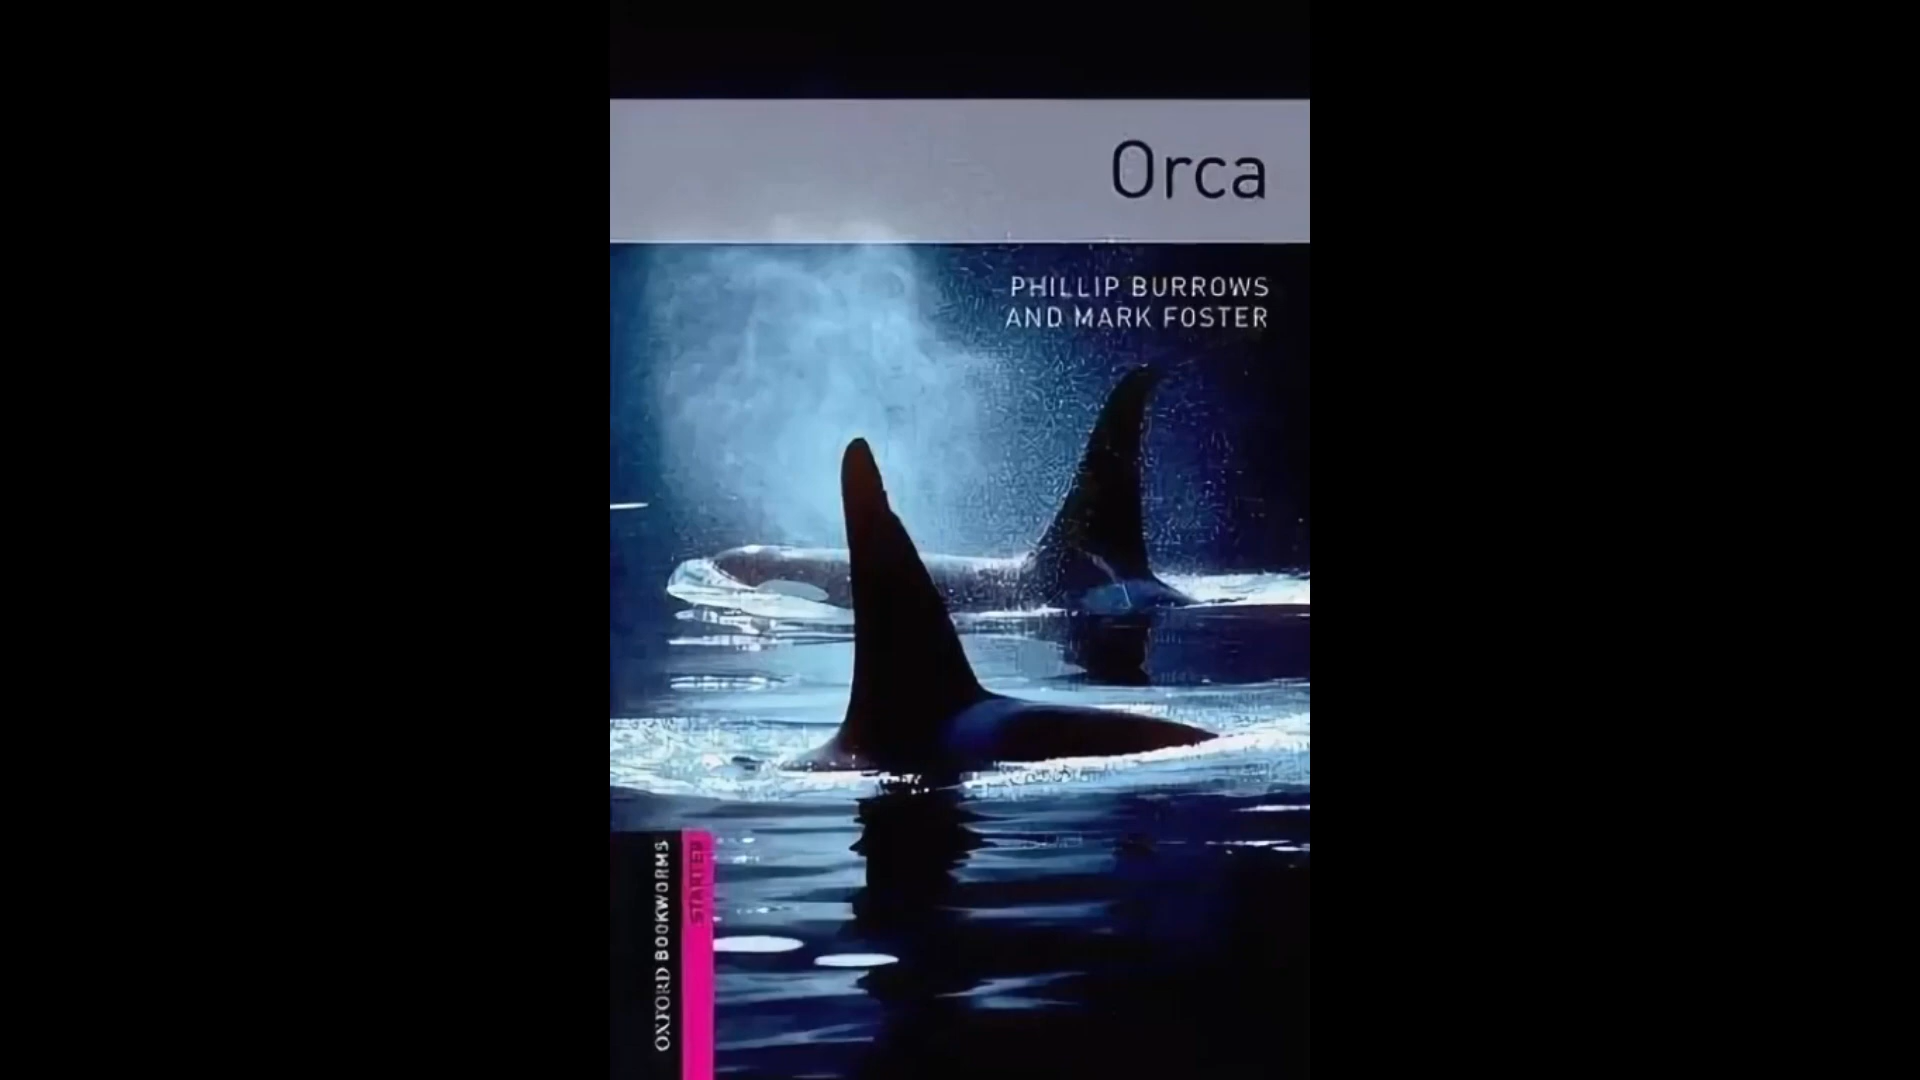 Orca
PHILLIP BURROWS
AND MARK FOSTER
OXFORD BOOKWORMS
STARTER